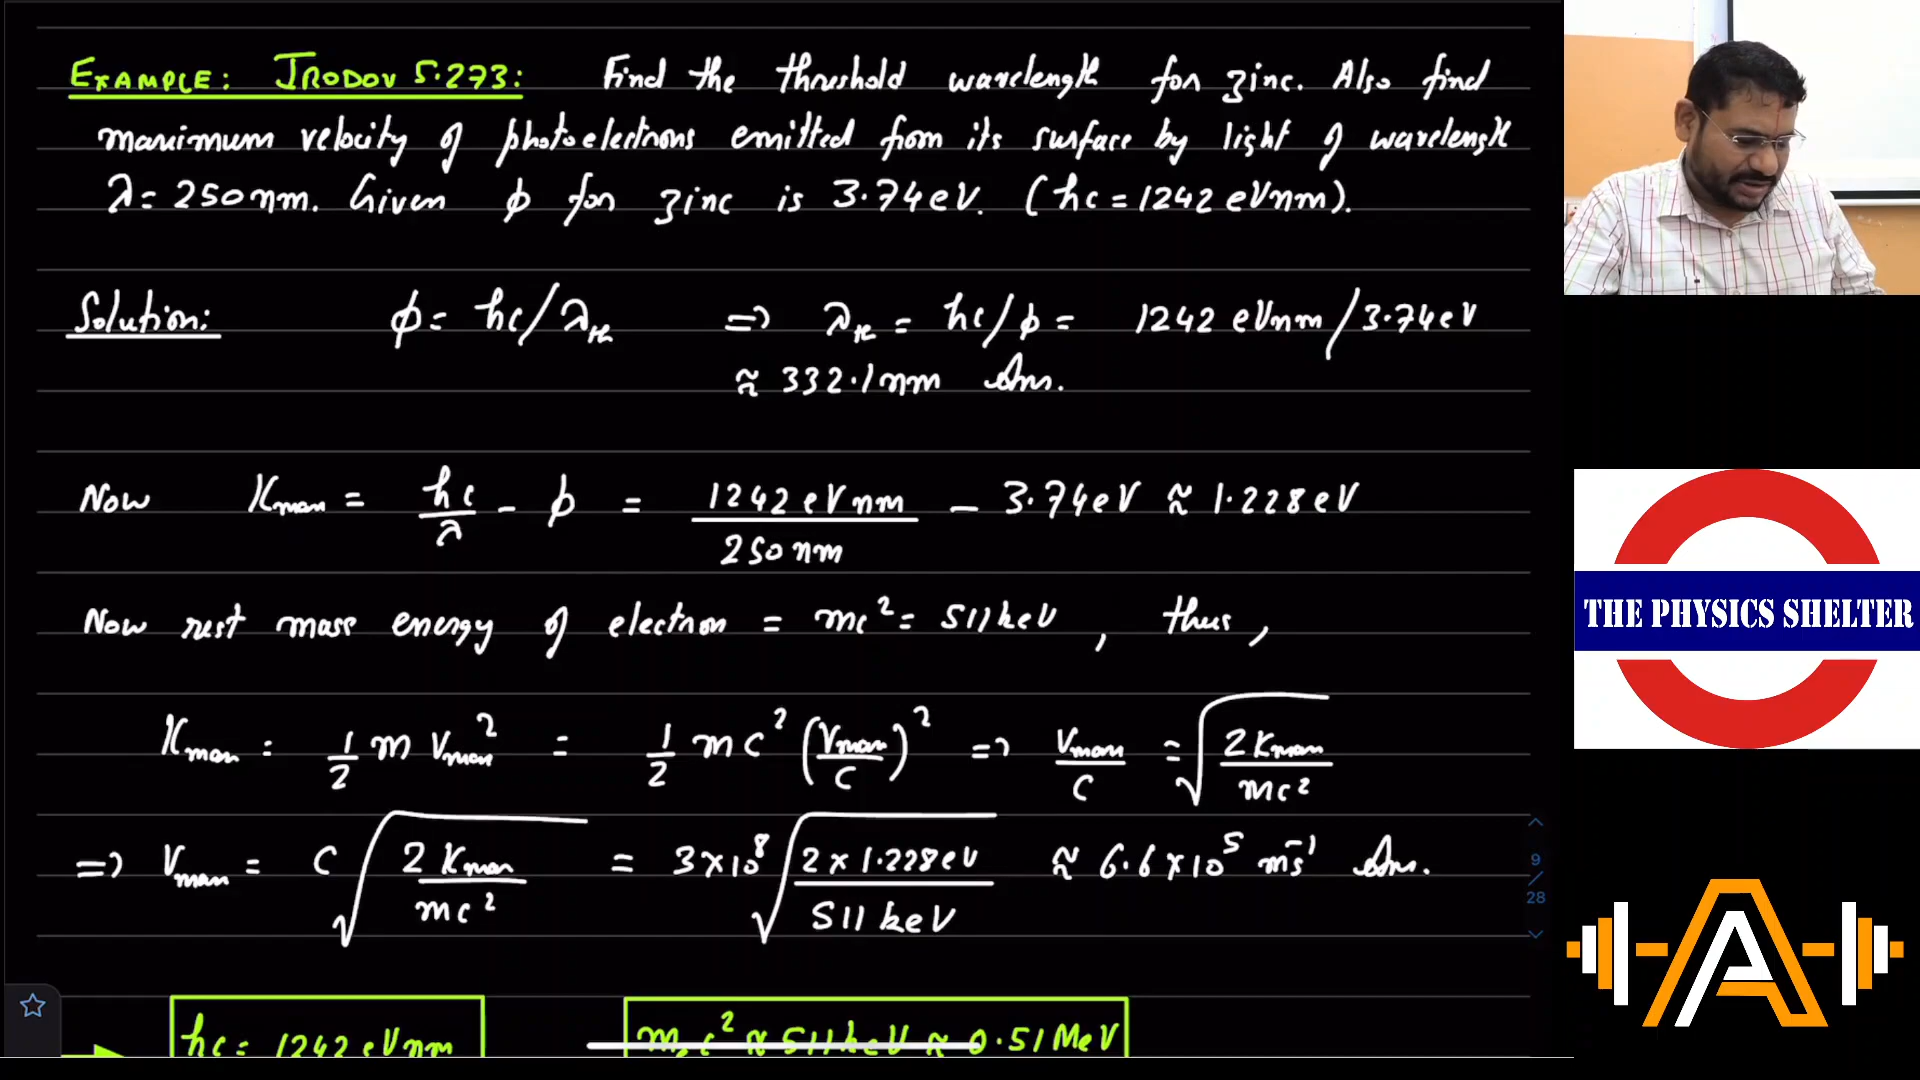 EXAMPLE: IRODOV 5.273: Find the threshold wavelength for zinc. Also find
maximum velocity of photoelectrons emitted from its surface by light of wavelength
λ = 250 nm. Given ϕ for zinc is 3.74 eV. (hc = 1242 eVnm).
Solution: ϕ = hc/λth => λth = hc/ϕ = 1242 eVnm/3.74eV
≈ 332.1 nm Ans.
Now Kmax = hc/λ - ϕ = 1242 eVnm/250 nm - 3.74 eV ≈ 1.228 eV
Now rest mass energy of electron = mc² = 511 keV, thus,
Kmax = 1/2 m Vmax² = 1/2 mc² (Vmax/C)² => Vmax/C = √(2Kmax/mc²)
=> Vmax = C √(2Kmax/mc²) = 3×10⁸ √(2×1.228 eV/511 keV) ≈ 6.6×10⁵ ms⁻¹ Ans.
hc = 1242 eVnm
m₀c² ≈ 511 keV ≈ 0.51 MeV
9
/
28
THE PHYSICS SHELTER